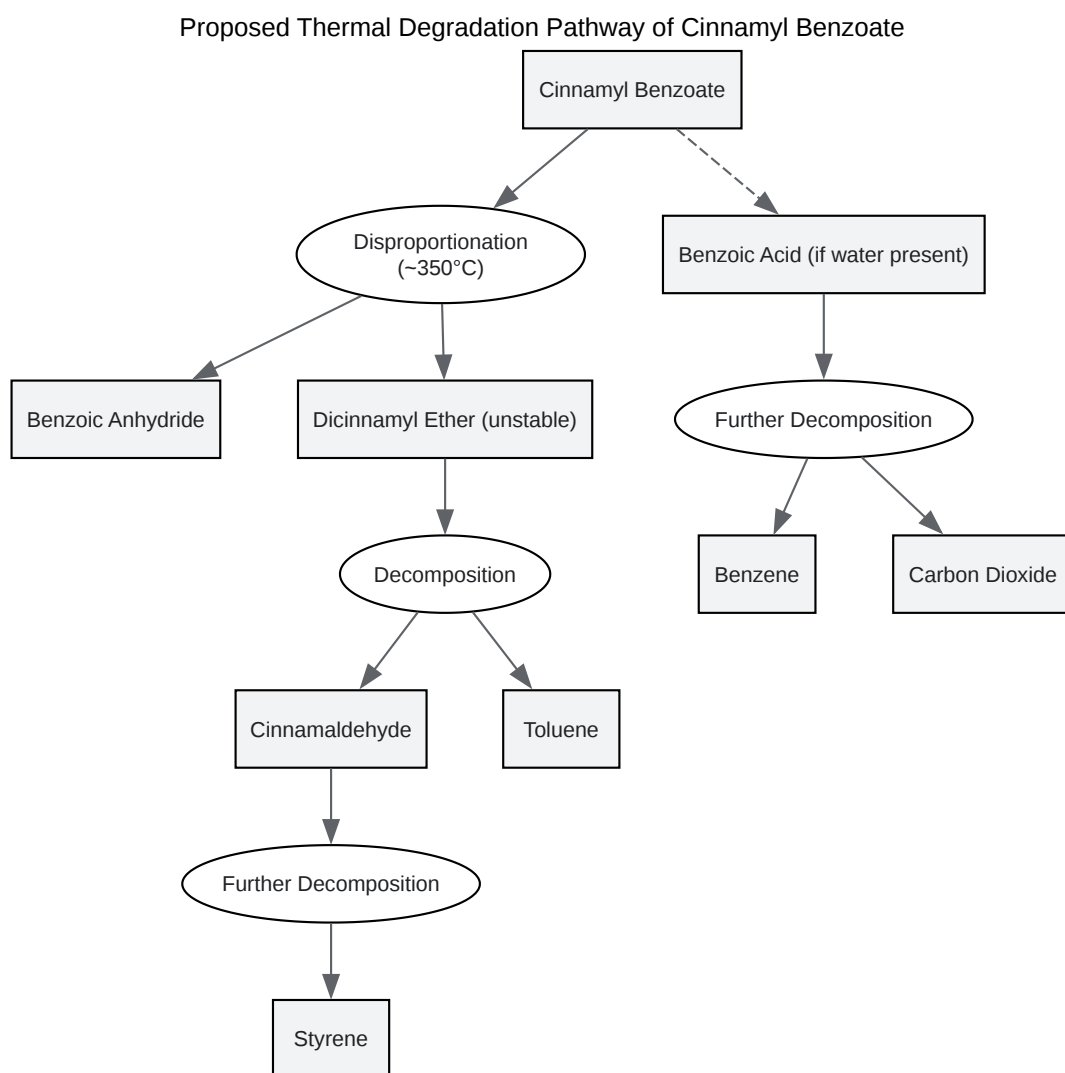 Proposed Thermal Degradation Pathway of Cinnamyl Benzoate
Cinnamyl Benzoate
Disproportionation
(~350°C)
Benzoic Acid (if water present)
Benzoic Anhydride
Dicinnamyl Ether (unstable)
Further Decomposition
Decomposition
Benzene
Carbon Dioxide
Cinnamaldehyde
Toluene
Further Decomposition
Styrene